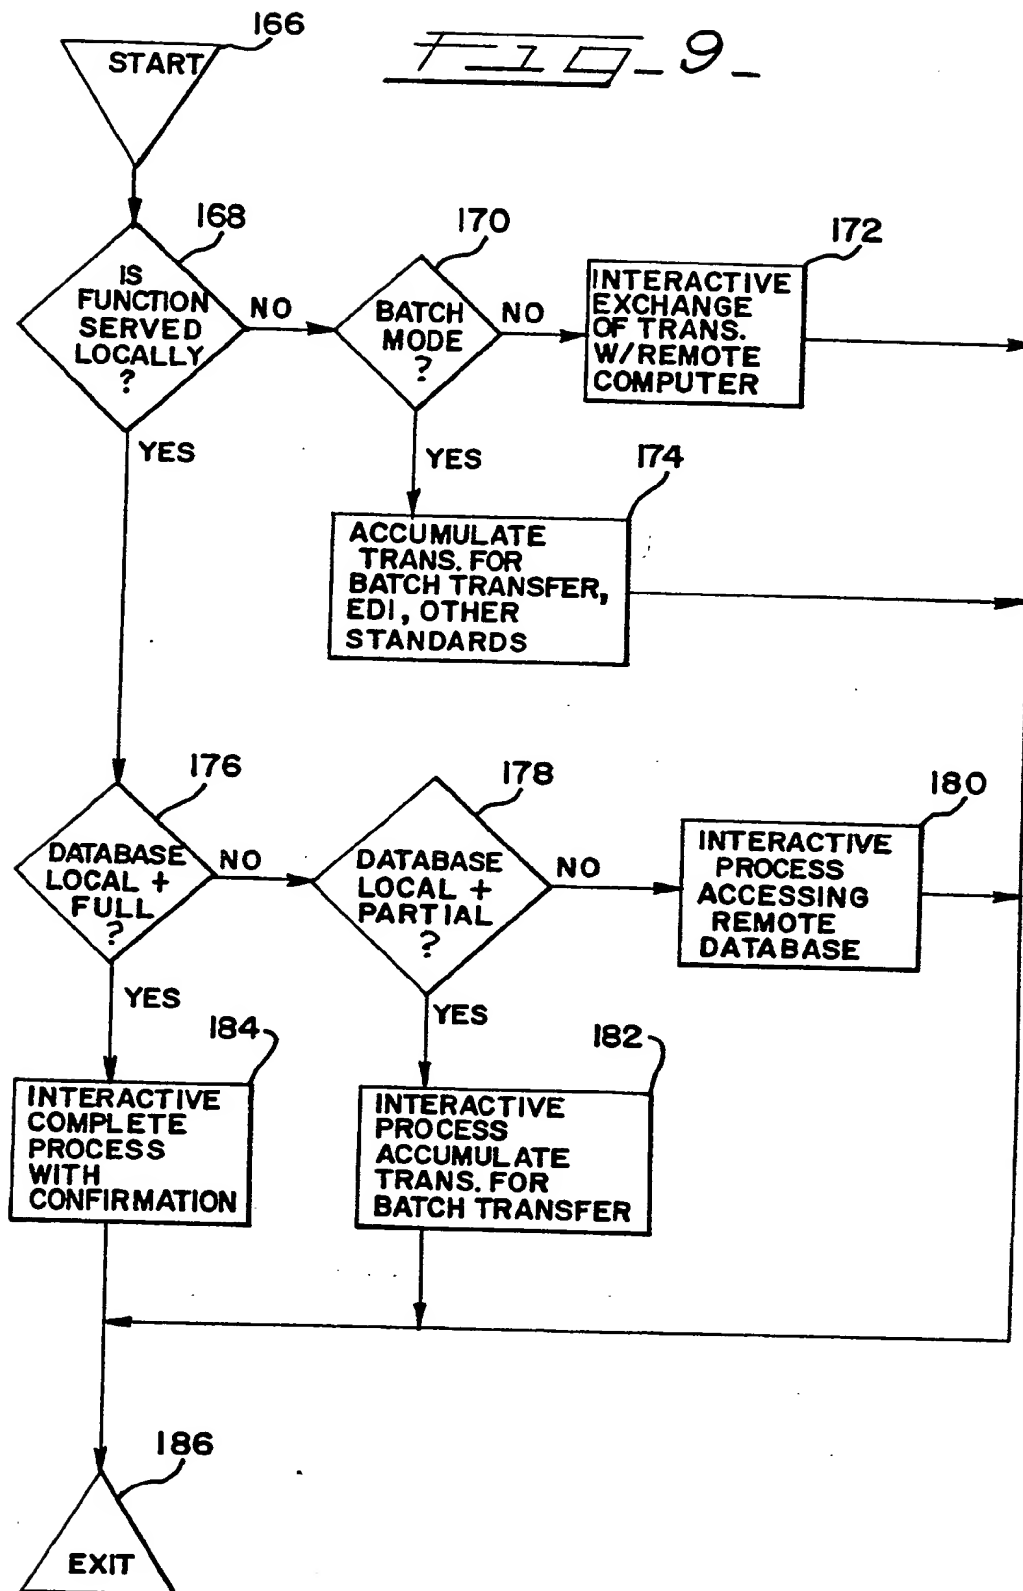 FIG_9_
166
START
168
IS
FUNCTION
SERVED
LOCALLY
?
NO
YES
170
BATCH
MODE
?
NO
YES
172
INTERACTIVE
EXCHANGE
OF TRANS.
W/REMOTE
COMPUTER
174
ACCUMULATE
TRANS. FOR
BATCH TRANSFER,
EDI, OTHER
STANDARDS
176
DATABASE
LOCAL +
FULL
?
NO
YES
178
DATABASE
LOCAL +
PARTIAL
?
NO
YES
180
INTERACTIVE
PROCESS
ACCESSING
REMOTE
DATABASE
184
INTERACTIVE
COMPLETE
PROCESS
WITH
CONFIRMATION
182
INTERACTIVE
PROCESS
ACCUMULATE
TRANS. FOR
BATCH TRANSFER
186
EXIT